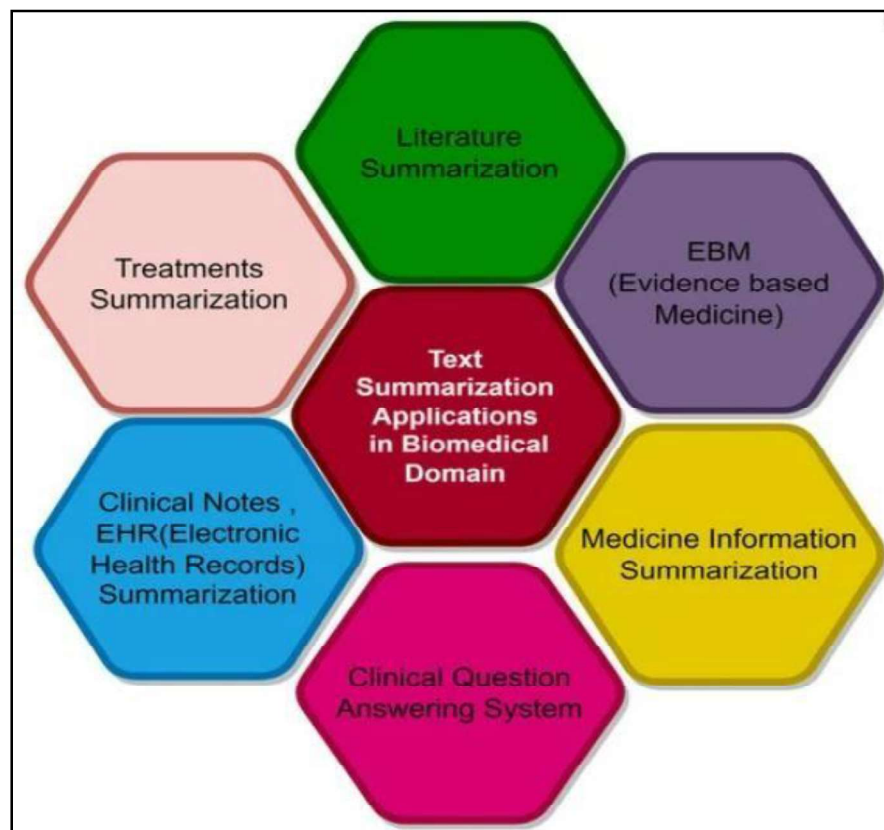 Literature
Summarization
EBM
(Evidence based
Medicine)
Treatments
Summarization
Text
Summarization
Applications
in Biomedical
Domain
Clinical Notes ,
EHR(Electronic
Health Records)
Summarization
Medicine Information
Summarization
Clinical Question
Answering System